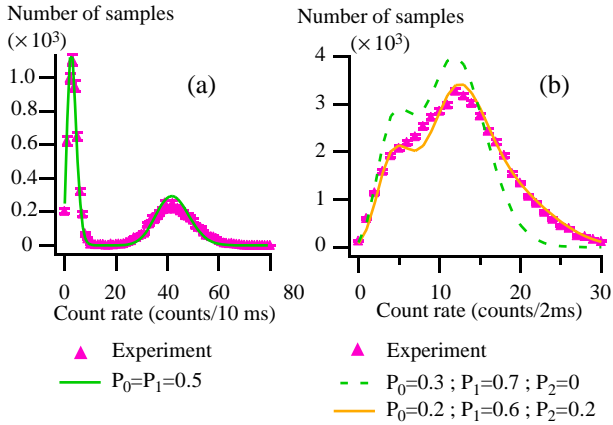 Number of samples
(×10³)
(a)
1.0
0.8
0.6
0.4
0.2
0
0 20 40 60 80
Count rate (counts/10 ms)
Experiment
P₀=P₁=0.5
Number of samples
(×10³)
(b)
4
3
2
1
0
0 10 20 30
Count rate (counts/2ms)
Experiment
P₀=0.3 ; P₁=0.7 ; P₂=0
P₀=0.2 ; P₁=0.6 ; P₂=0.2